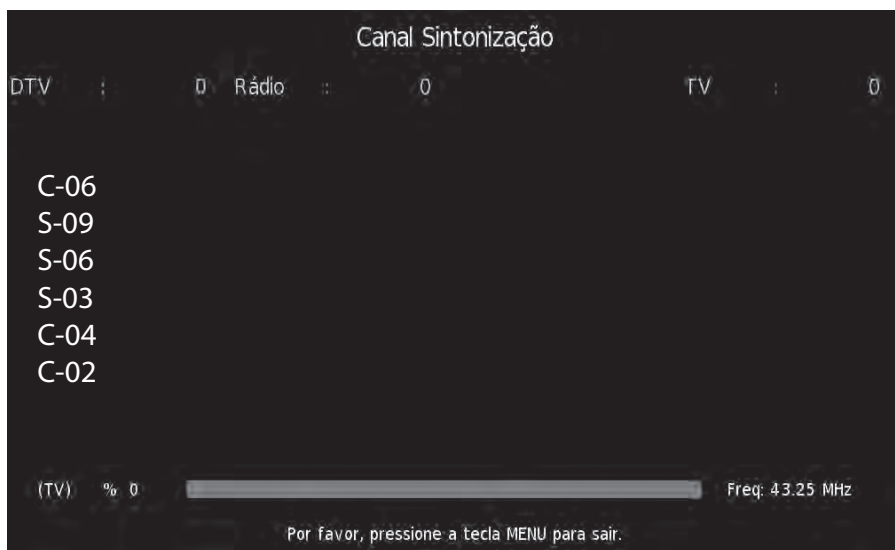 Canal Sintonização
DTV : 0 Rádio :: 0 TV : 0
C-06
S-09
S-06
S-03
C-04
C-02
(TV) % 0 Freq: 43.25 MHz
Por favor, pressione a tecla MENU para sair.